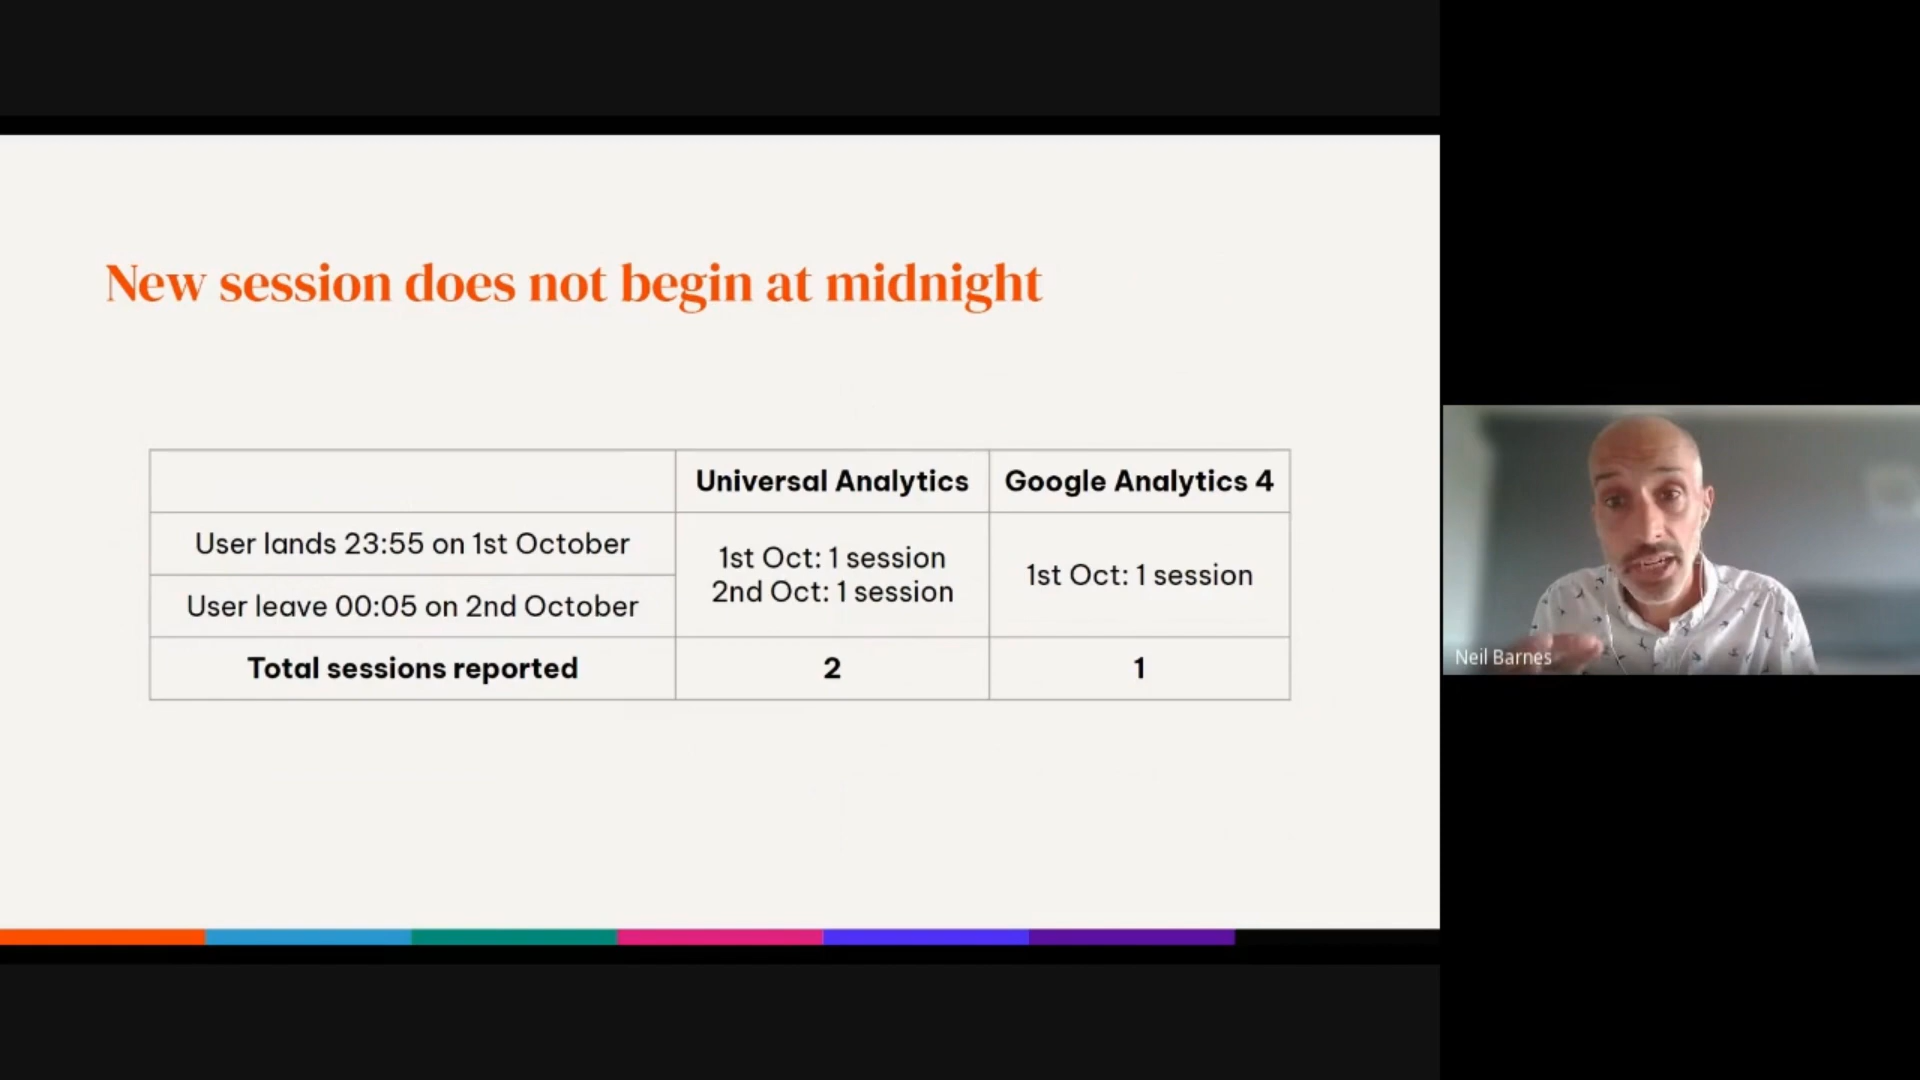 New session does not begin at midnight
Universal Analytics
Google Analytics 4
User lands 23:55 on 1st October
1st Oct: 1 session
2nd Oct: 1 session
1st Oct: 1 session
User leave 00:05 on 2nd October
Total sessions reported
2
1
Neil Barnes